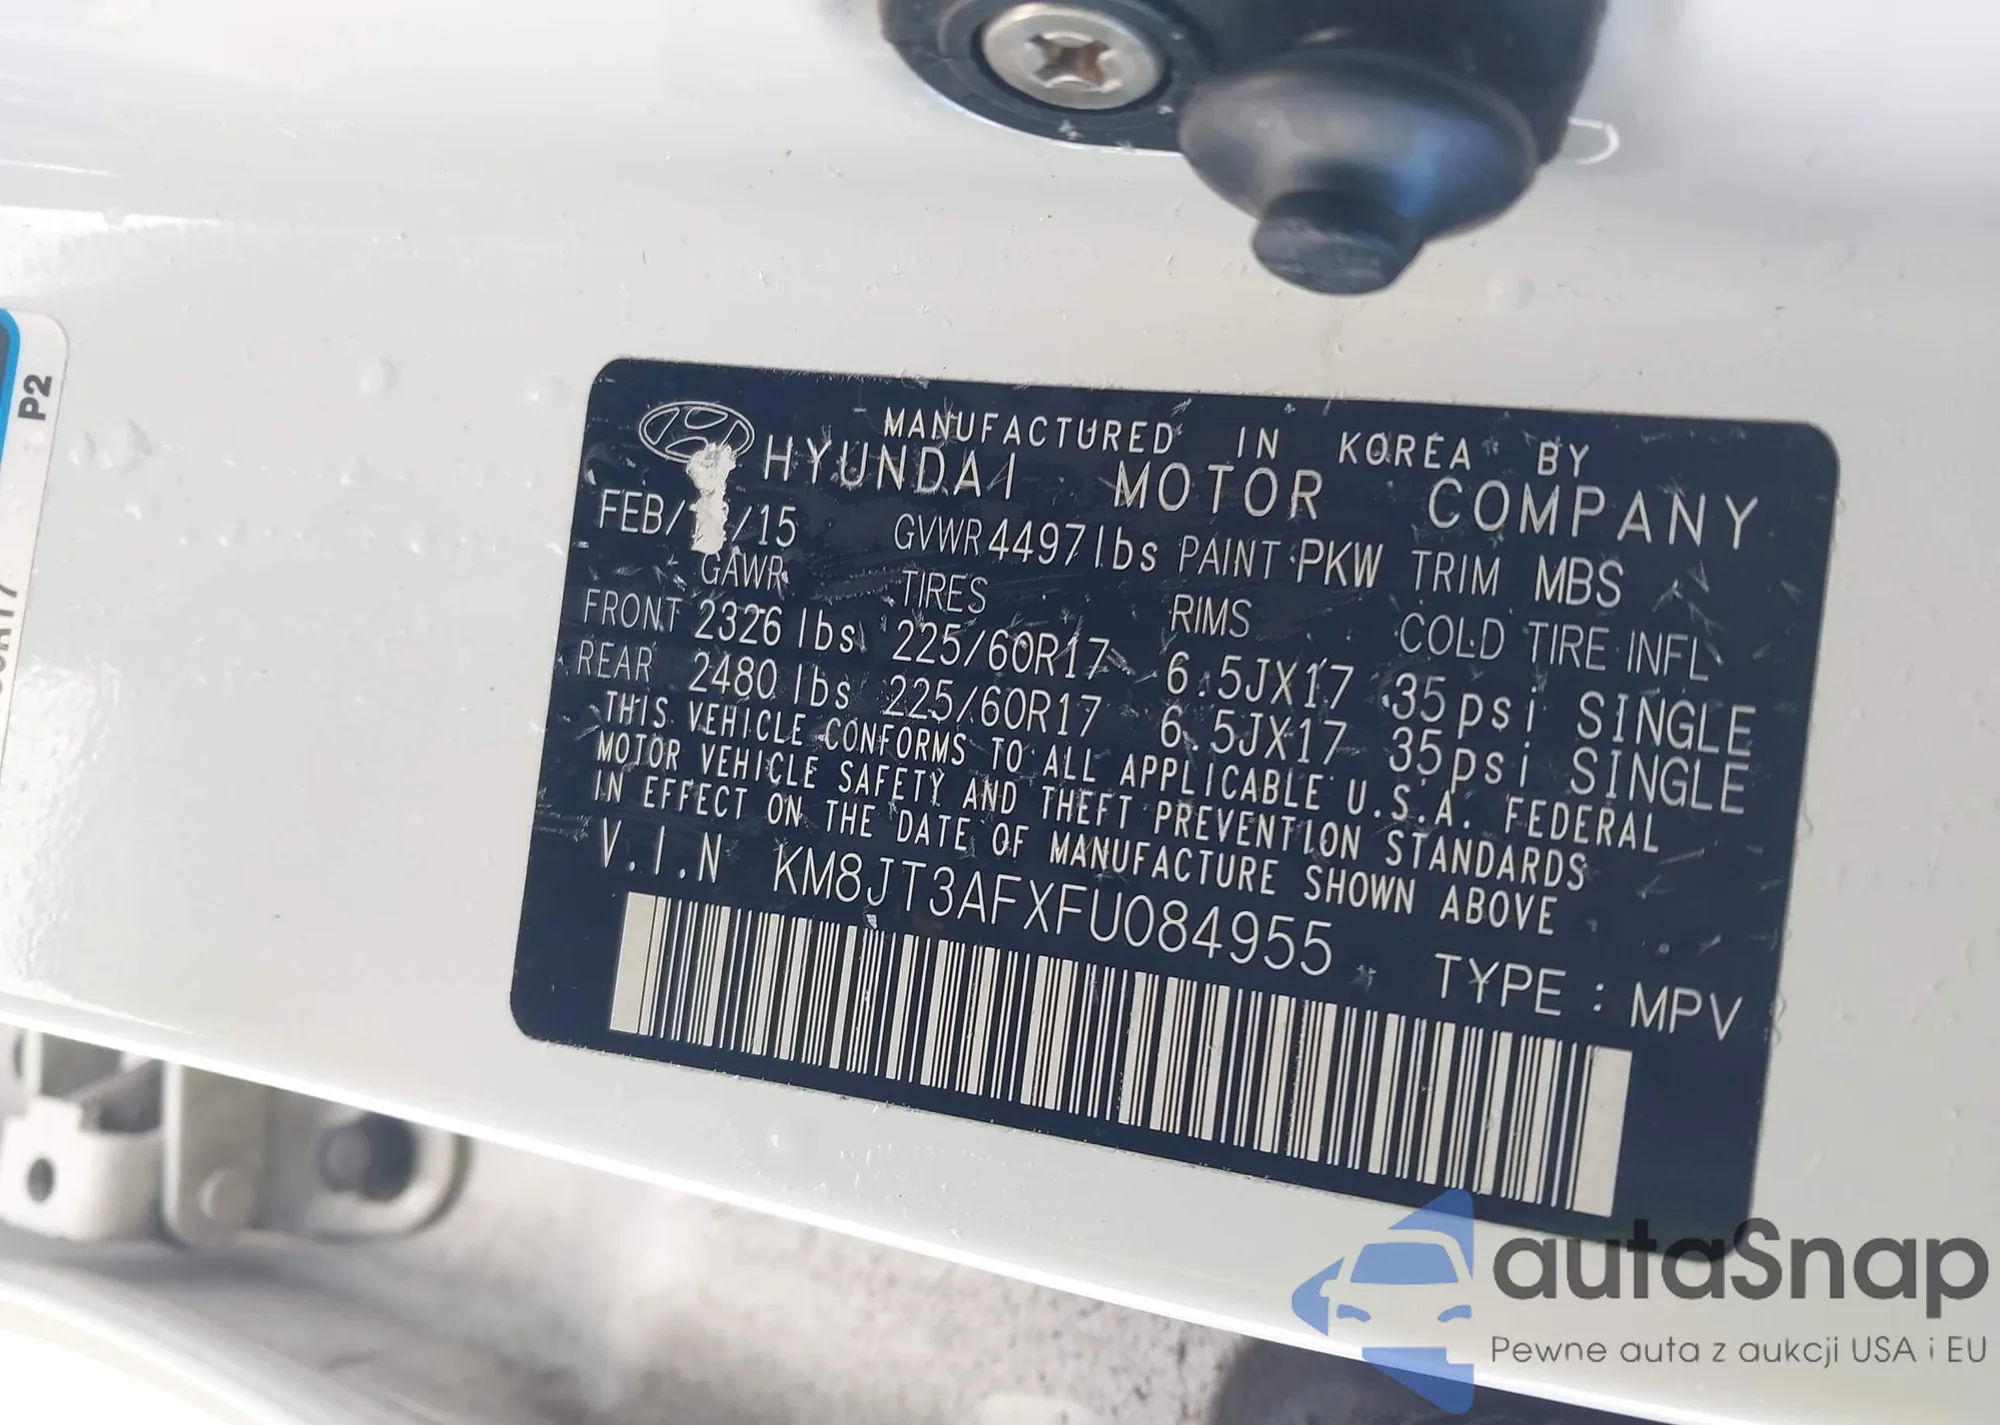 P2
MANUFACTURED IN KOREA BY
HYUNDAI MOTOR COMPANY
FEB/ /15 GVWR 4497 lbs PAINT PKW TRIM MBS
GAWR TIRES RIMS COLD TIRE INFL
FRONT 2326 lbs 225/60R17 6.5JX17 35psi SINGLE
REAR 2480 lbs 225/60R17 6.5JX17 35psi SINGLE
THIS VEHICLE CONFORMS TO ALL APPLICABLE U.S.A. FEDERAL
MOTOR VEHICLE SAFETY AND THEFT PREVENTION STANDARDS
IN EFFECT ON THE DATE OF MANUFACTURE SHOWN ABOVE
V.I.N KM8JT3AFXFU084955 TYPE : MPV
autaSnap
Pewne auta z aukcji USA i EU